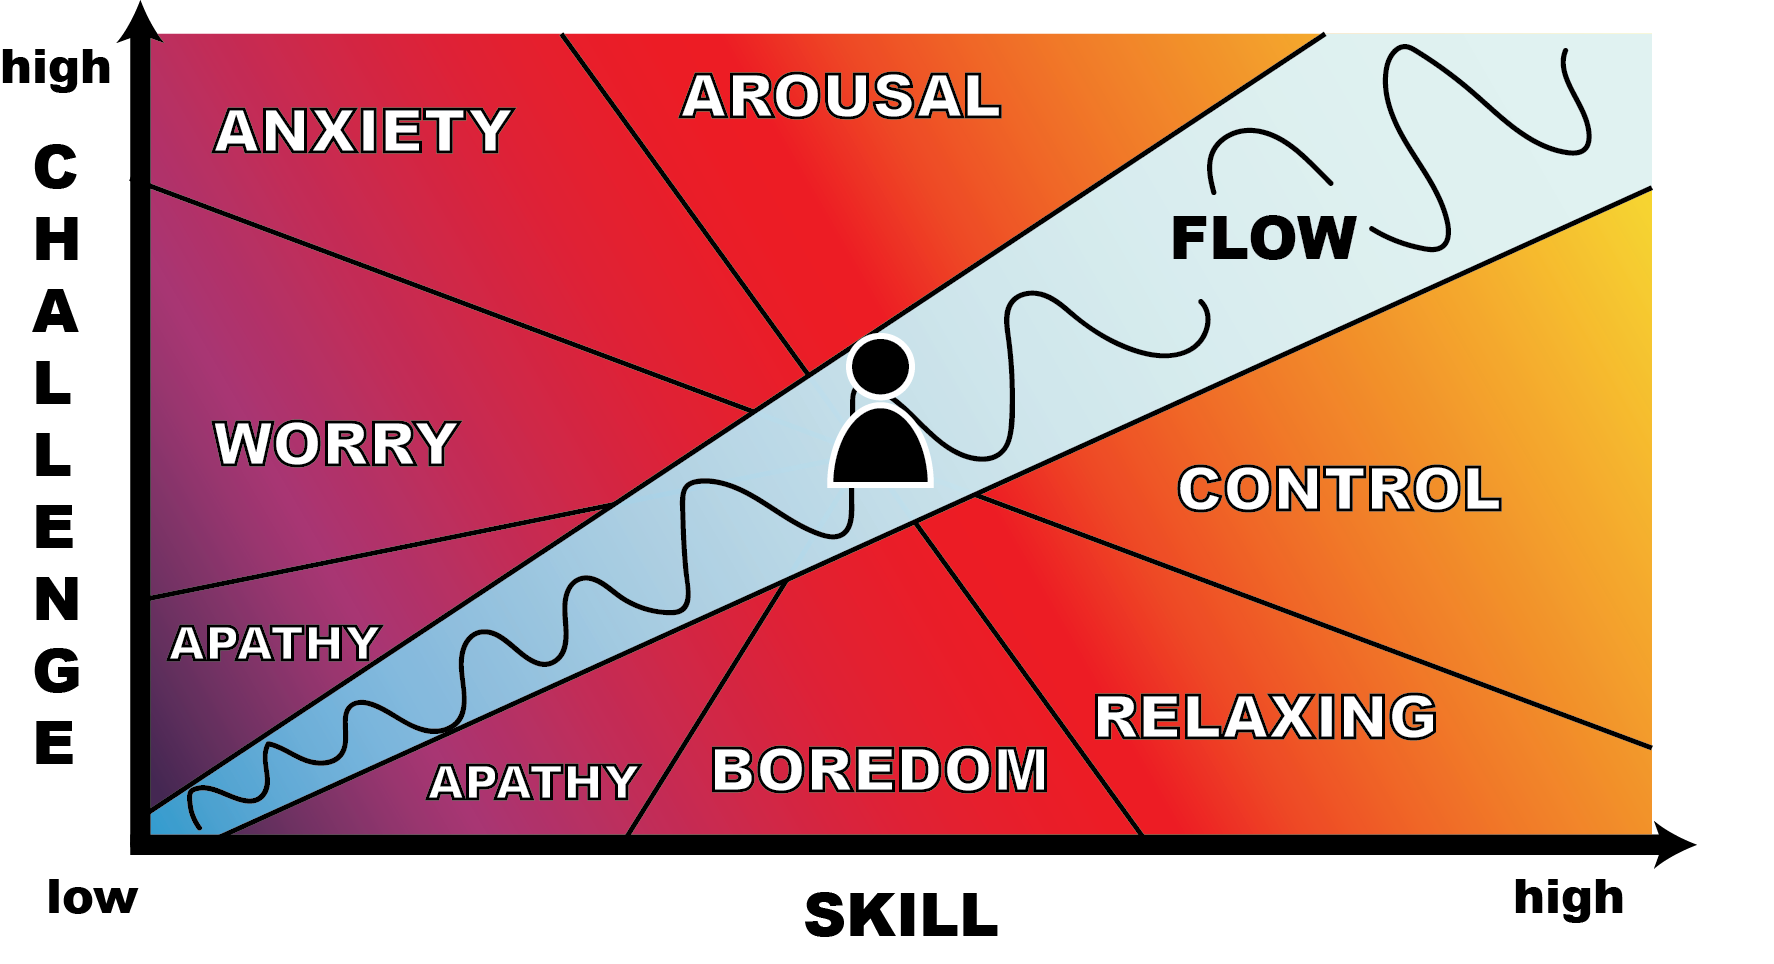 high
CHALLENGE
ANXIETY
AROUSAL
FLOW
WORRY
CONTROL
APATHY
RELAXING
APATHY
BOREDOM
low
SKILL
high